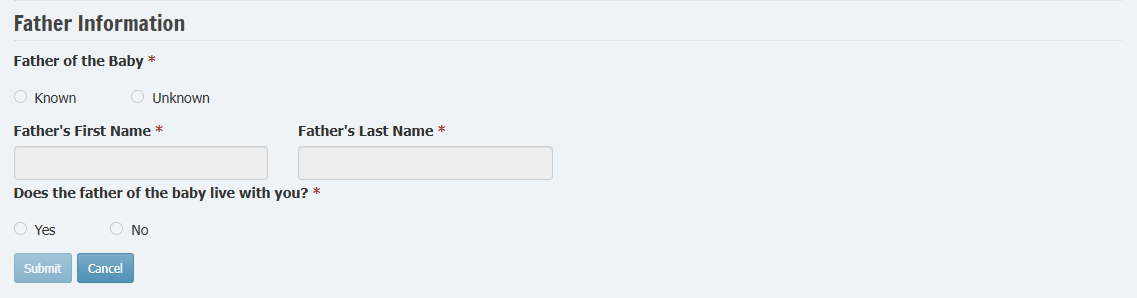 Father Information
Father of the Baby *
Known Unknown
Father's First Name * Father's Last Name *
Does the father of the baby live with you? *
Yes No
Submit Cancel